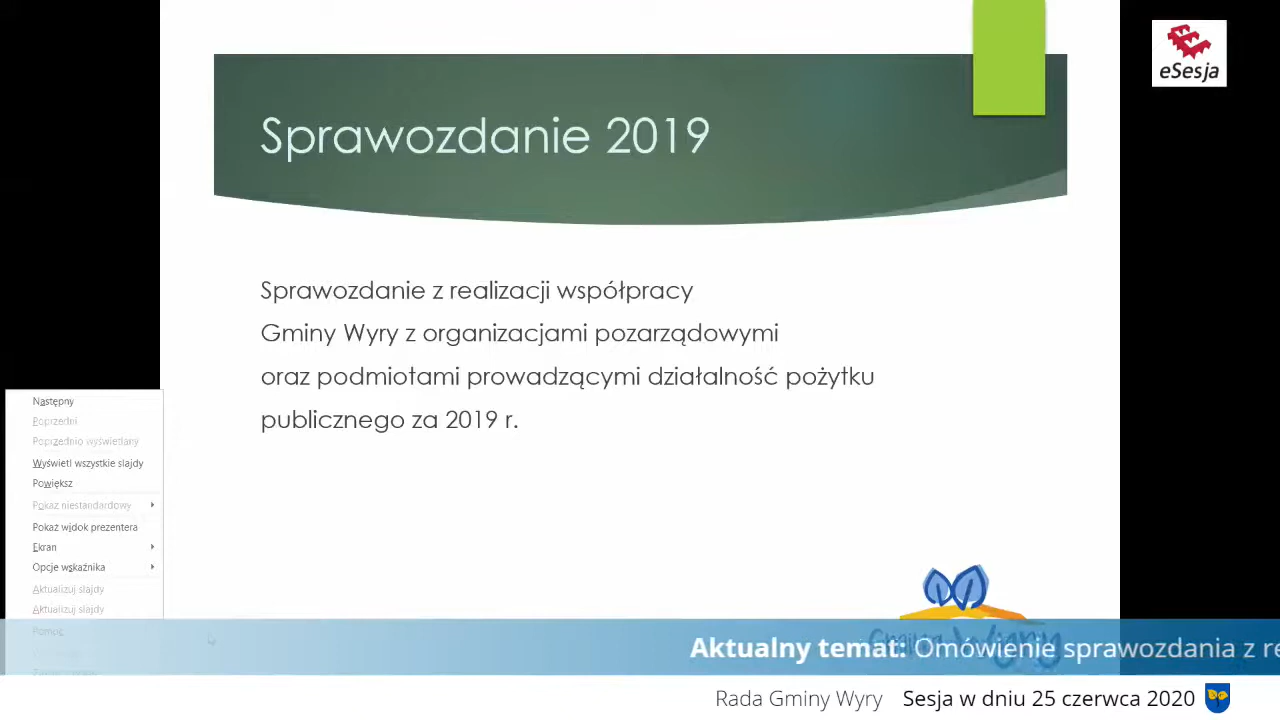 eSesja
Sprawozdanie 2019
Sprawozdanie z realizacji współpracy
Gminy Wyry z organizacjami pozarządowymi
oraz podmiotami prowadzącymi działalność pożytku
publicznego za 2019 r.
Następny
Poprzedni
Poprzednio wyświetlany
Wyświetl wszystkie slajdy
Powiększ
Pokaz niestandardowy
Pokaż widok prezentera
Ekran
Opcje wskaźnika
Aktualizuj slajdy
Aktualizuj slajdy
Pomoc
Aktualny temat: Omówienie sprawozdania z re
Rada Gminy Wyry Sesja w dniu 25 czerwca 2020